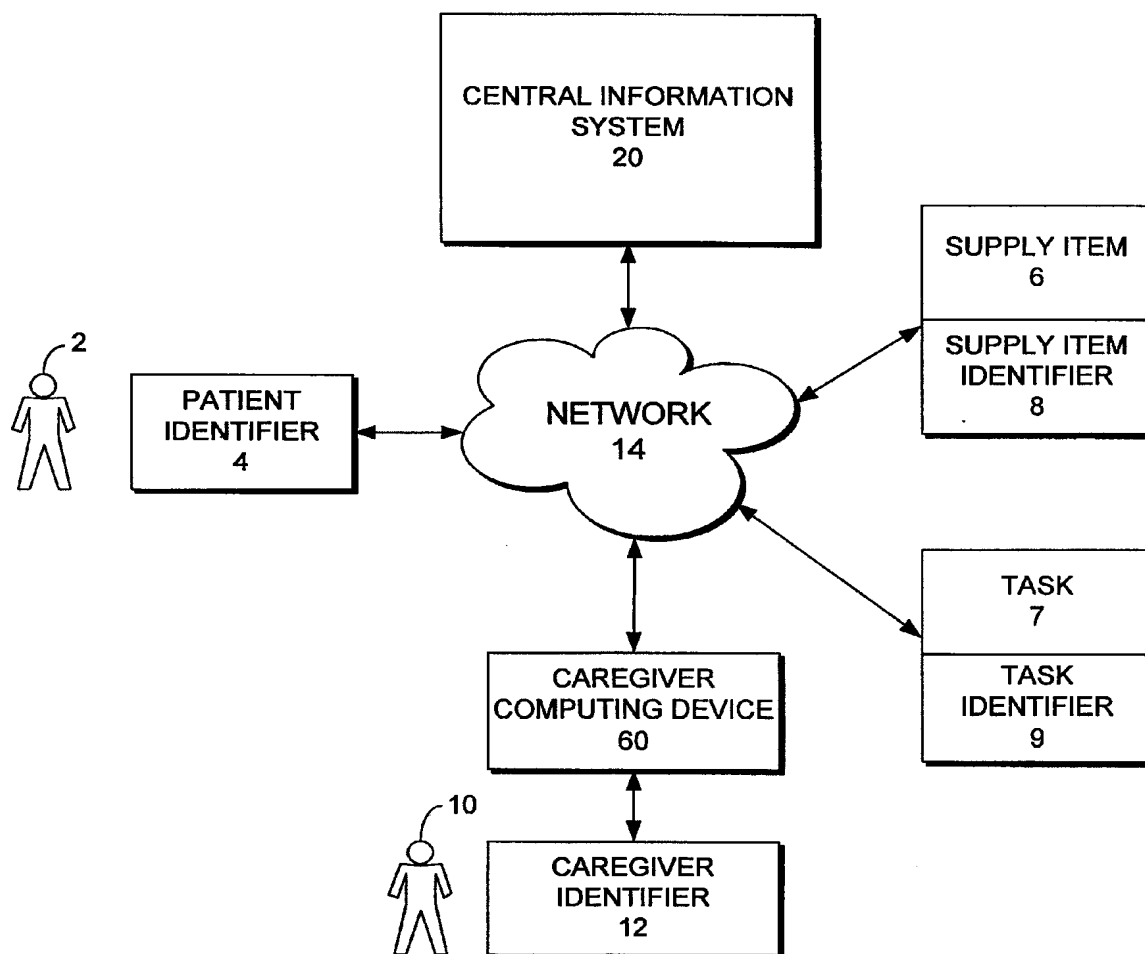 CENTRAL INFORMATION
SYSTEM
20
SUPPLY ITEM
6
SUPPLY ITEM
IDENTIFIER
8
2
PATIENT
IDENTIFIER
4
NETWORK
14
TASK
7
TASK
IDENTIFIER
9
CAREGIVER
COMPUTING DEVICE
60
10
CAREGIVER
IDENTIFIER
12